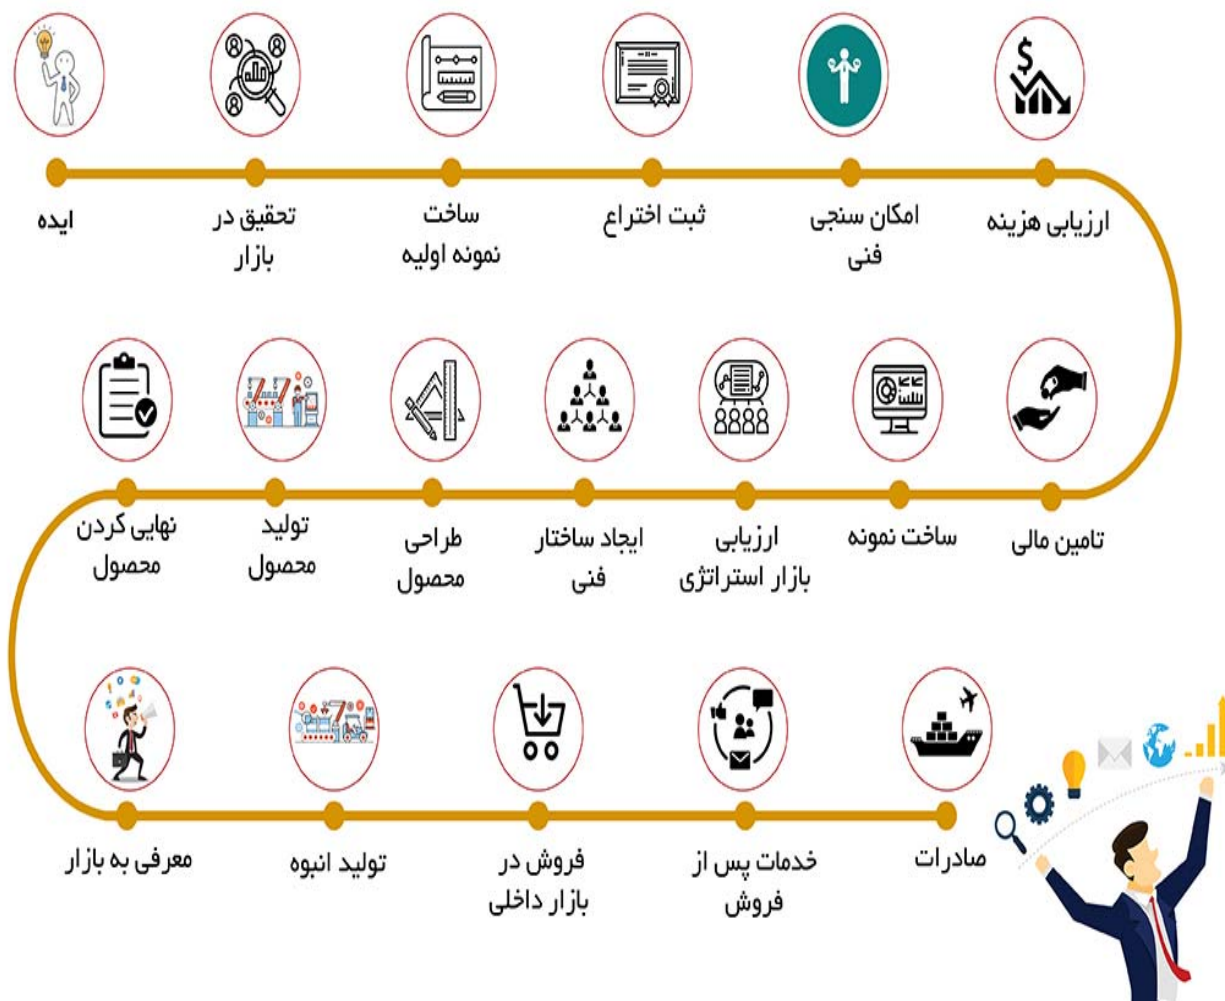 ایده
تحقیق در
بازار
ساخت
نمونه اولیه
ثبت اختراع
امکان سنجی
فنی
ارزیابی هزینه
تامین مالی
ساخت نمونه
ارزیابی
بازار استراتژی
ایجاد ساختار
فنی
طراحی
محصول
تولید
محصول
نهایی کردن
محصول
معرفی به بازار
تولید انبوه
فروش در
بازار داخلی
خدمات پس از
فروش
صادرات